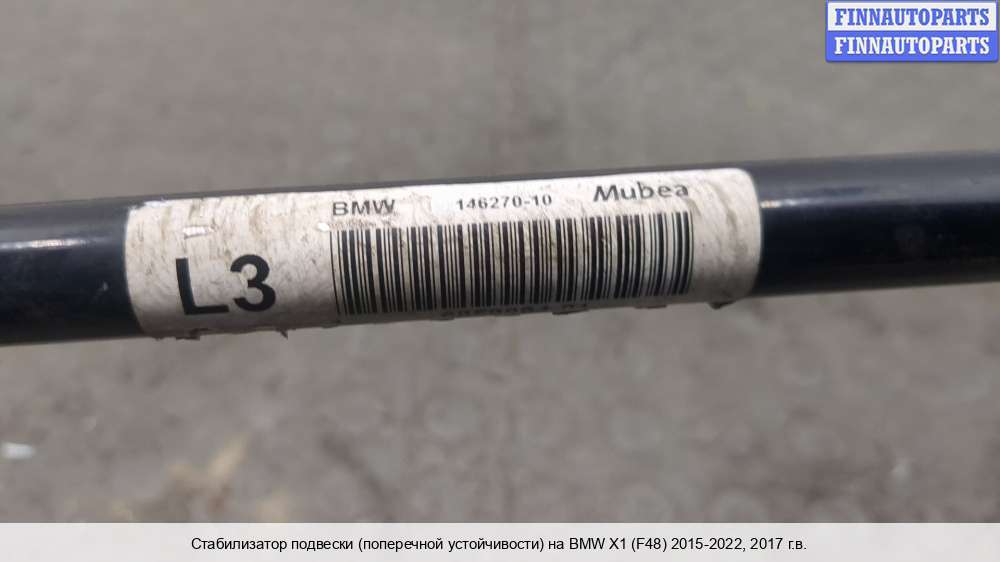 FINNAUTOPARTS
FINNAUTOPARTS
BMW 146270-10 Mubea
L3
Стабилизатор подвески (поперечной устойчивости) на BMW X1 (F48) 2015-2022, 2017 г.в.